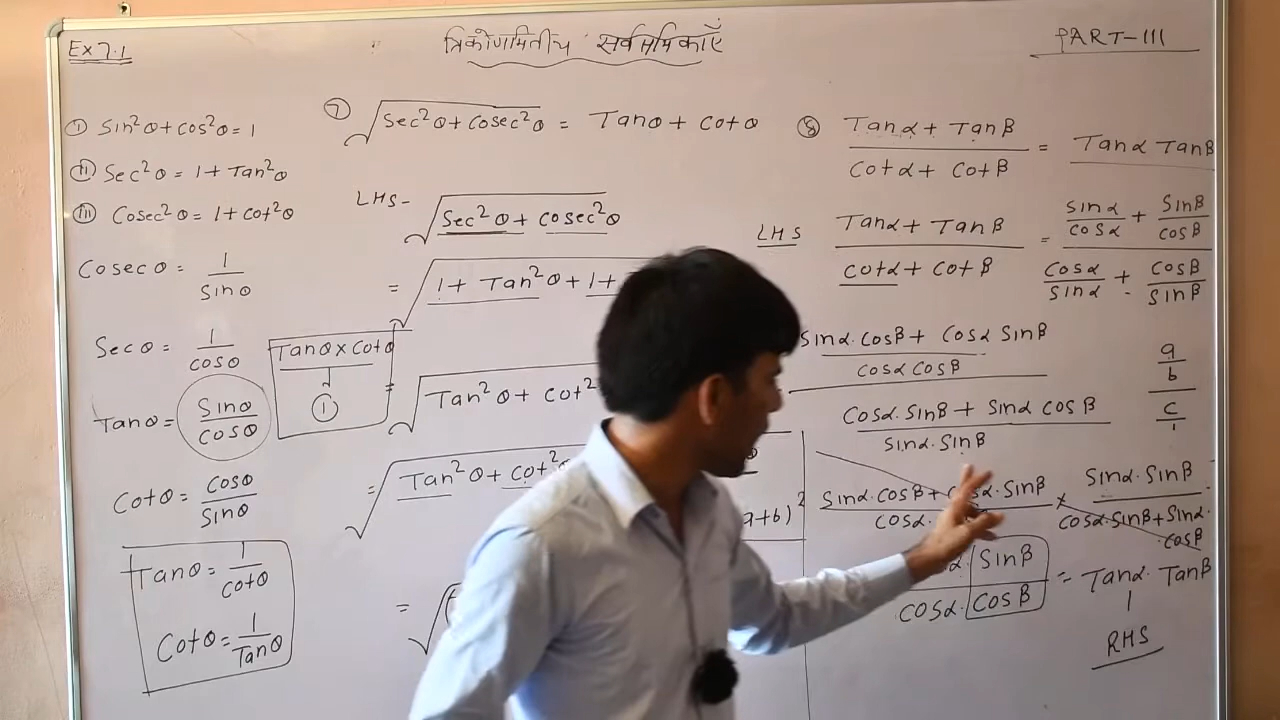 Ex 7.1
त्रिकोणमितीय सर्वसमिकाएँ
PART-III
① Sin²θ + Cos²θ = 1
② Sec²θ = 1 + Tan²θ
③ Cosec²θ = 1 + Cot²θ
Cosecθ = 1/Sinθ
Secθ = 1/Cosθ
Tanθ = Sinθ/Cosθ
Cotθ = Cosθ/Sinθ
Tanθ = 1/Cotθ
Cotθ = 1/Tanθ
Tanθ × Cotθ
①
⑦ √(Sec²θ + Cosec²θ) = Tanθ + Cotθ
LHS- √(Sec²θ + Cosec²θ)
= √(1 + Tan²θ + 1 +
= √(Tan²θ + Cot²
= √(Tan²θ + Cot²
a+b)²
= √(
⑧ (Tanα + Tanβ)/(Cotα + Cotβ) = Tanα Tanβ
LHS (Tanα + Tanβ)/(Cotα + Cotβ) = (Sinα/Cosα + Sinβ/Cosβ)/(Cosα/Sinα + Cosβ/Sinβ)
Sinα·Cosβ + Cosα Sinβ
Cosα Cosβ
Cosα·Sinβ + Sinα Cosβ
Sinα·Sinβ
a/b
c/1
Sinα·Cosβ + Cosα·Sinβ × Sinα·Sinβ
Cosα· Cosα·Sinβ + Sinα·Cosβ
Sinβ
Cosα·Cosβ = Tanα·Tanβ
RHS